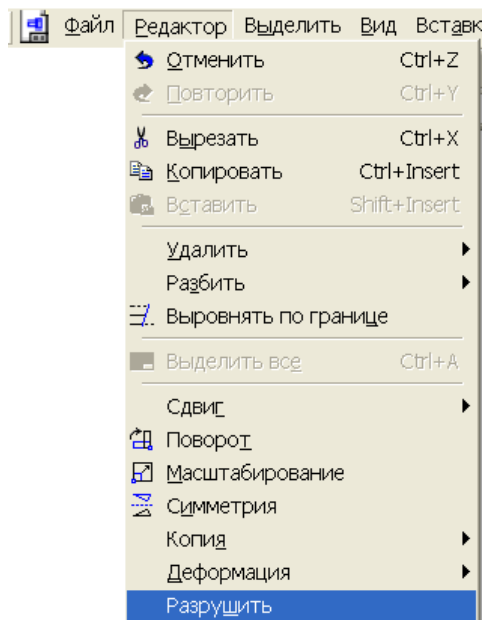 Файл Редактор Выделить Вид Вставк
Отменить Ctrl+Z
Повторить Ctrl+Y
Вырезать Ctrl+X
Копировать Ctrl+Insert
Вставить Shift+Insert
Удалить
Разбить
Выровнять по границе
Выделить все Ctrl+A
Сдвиг
Поворот
Масштабирование
Симметрия
Копия
Деформация
Разрушить